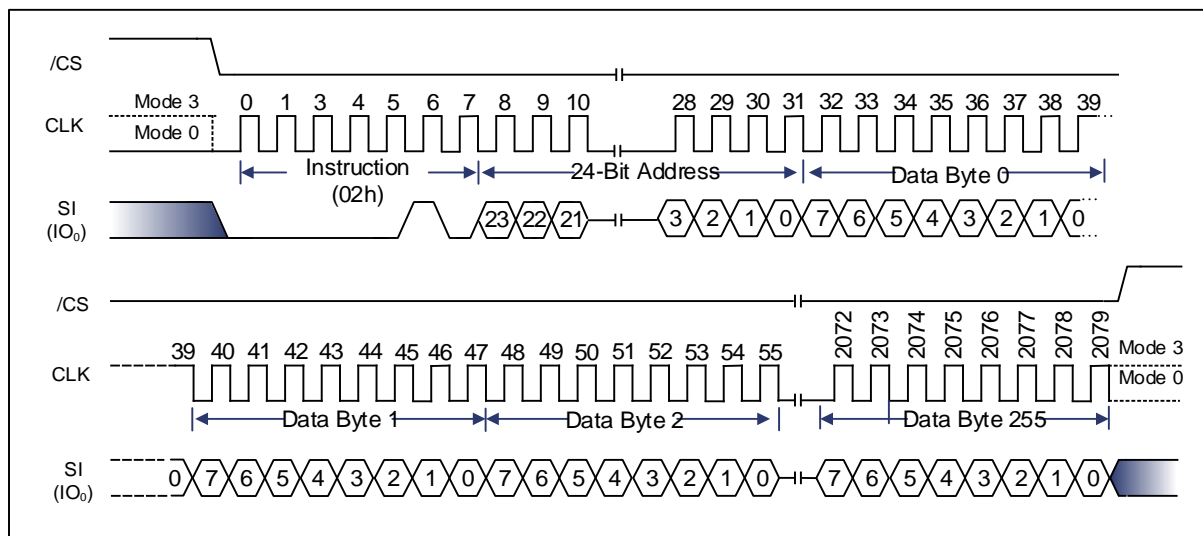 /CS
Mode 3
0 1 3 4 5 6 7 8 9 10 28 29 30 31 32 33 34 35 36 37 38 39
CLK
Mode 0
Instruction (02h)
24-Bit Address
Data Byte 0
SI (IO₀)
23 22 21 3 2 1 0 7 6 5 4 3 2 1 0
/CS
39 40 41 42 43 44 45 46 47 48 49 50 51 52 53 54 55 2072 2073 2074 2075 2076 2077 2078 2079
Mode 3
CLK
Mode 0
Data Byte 1
Data Byte 2
Data Byte 255
SI (IO₀)
0 7 6 5 4 3 2 1 0 7 6 5 4 3 2 1 0 7 6 5 4 3 2 1 0